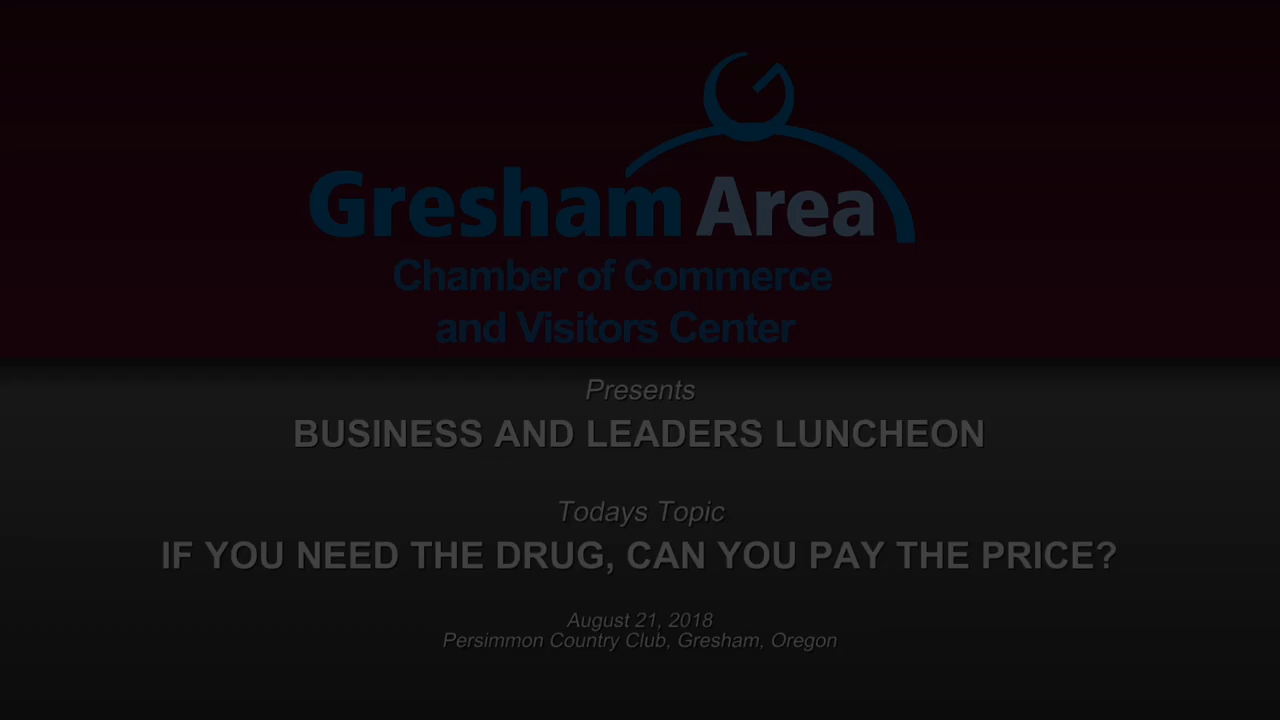 Gresham Area
Chamber of Commerce
and Visitors Center
Presents
BUSINESS AND LEADERS LUNCHEON
Todays Topic
IF YOU NEED THE DRUG, CAN YOU PAY THE PRICE?
August 21, 2018
Persimmon Country Club, Gresham, Oregon